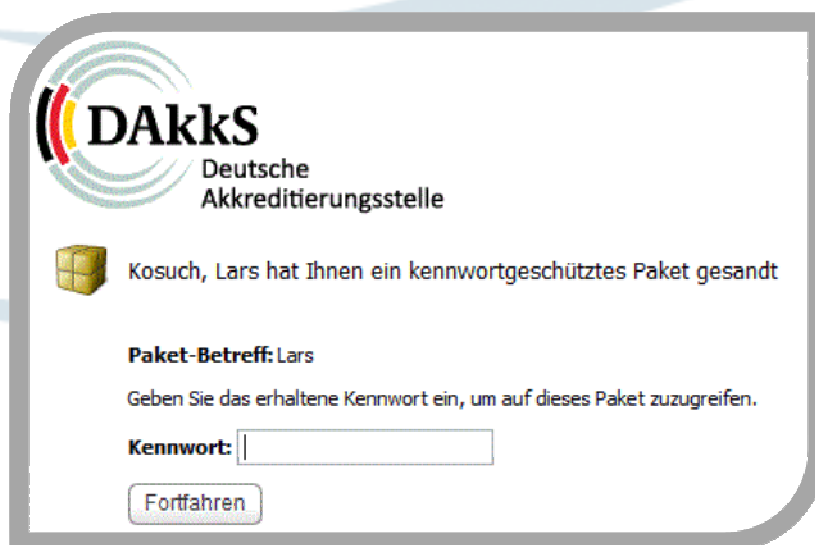 DAkkS
Deutsche
Akkreditierungsstelle
Kosuch, Lars hat Ihnen ein kennwortgeschütztes Paket gesandt
Paket-Betreff: Lars
Geben Sie das erhaltene Kennwort ein, um auf dieses Paket zuzugreifen.
Kennwort:
Fortfahren